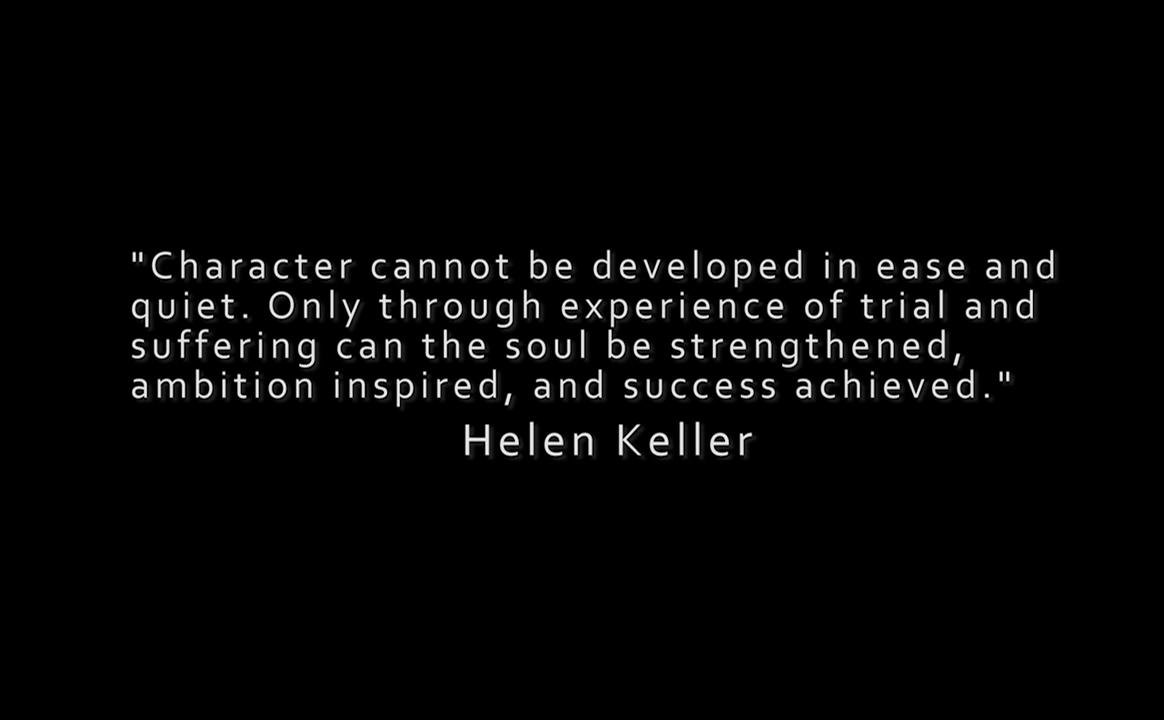 "Character cannot be developed in ease and
quiet. Only through experience of trial and
suffering can the soul be strengthened,
ambition inspired, and success achieved."
Helen Keller